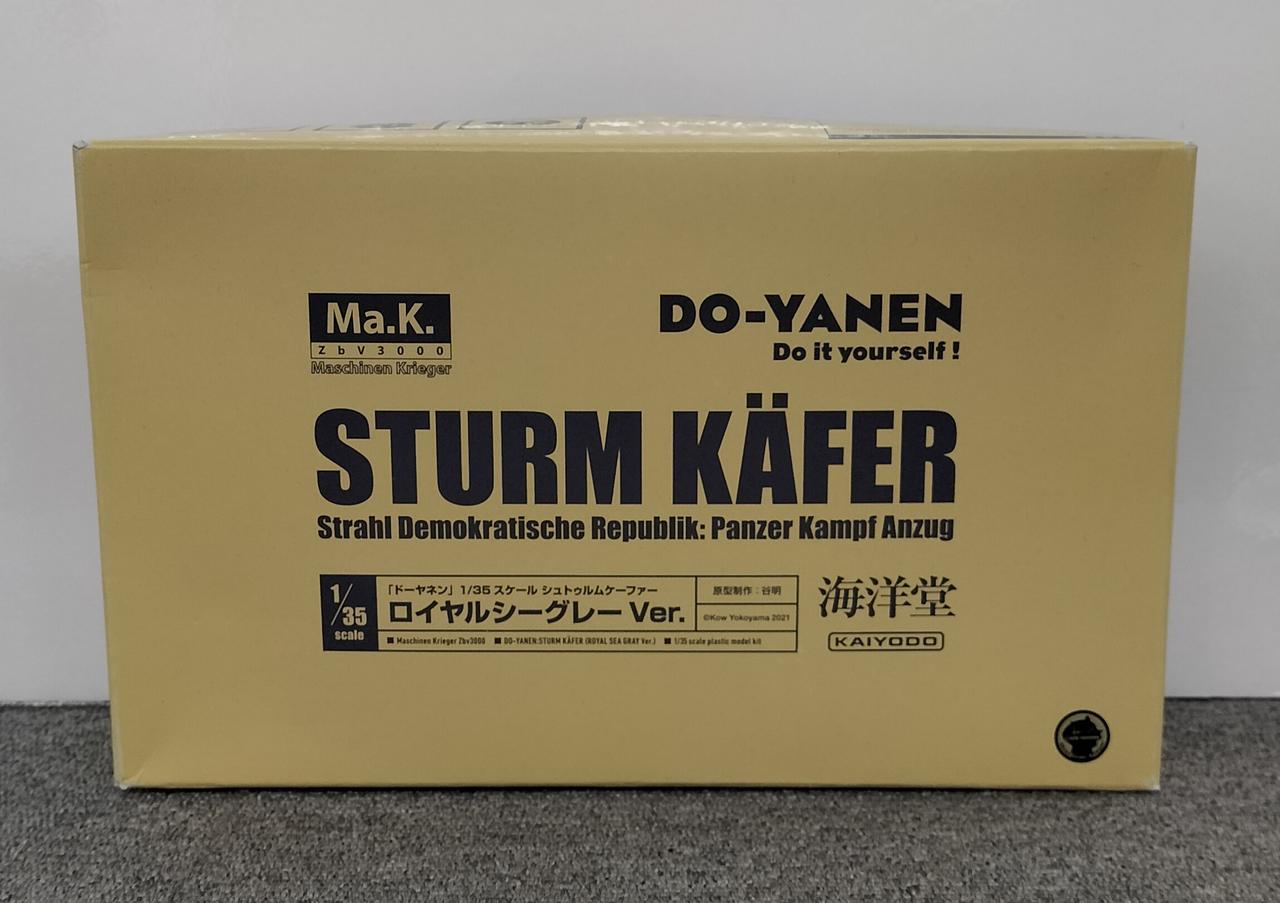 Ma.K.
ZbV3000
Maschinen Krieger
DO-YANEN
Do it yourself !
STURM KÄFER
Strahl Demokratische Republik: Panzer Kampf Anzug
1/35
scale
「ドーヤネン」1/35 スケール シュトゥルムケーファー
ロイヤルシーグレー Ver.
■ Maschinen Krieger Zbv3000 ■ DO-YANEN:STURM KÄFER (ROYAL SEA GRAY Ver.) ■ 1/35 scale plastic model kit
原型制作：谷明
©Kow Yokoyama 2021
海洋堂
KAIYODO